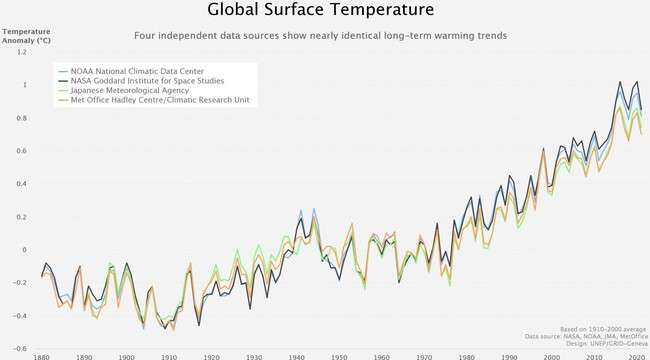 Global Surface Temperature
Four independent data sources show nearly identical long-term warming trends
Temperature
Anomaly (°C)
1.2
NOAA National Climatic Data Center
NASA Goddard Institute for Space Studies
Japanese Meteorological Agency
Met Office Hadley Centre/Climatic Research Unit
1
0.8
0.6
0.4
0.2
0
-0.2
-0.4
-0.6
Based on 1910-2000 average
Data source: NASA, NOAA, JMA, MetOffice
Design: UNEP/GRID-Geneva
1880 1890 1900 1910 1920 1930 1940 1950 1960 1970 1980 1990 2000 2010 2020